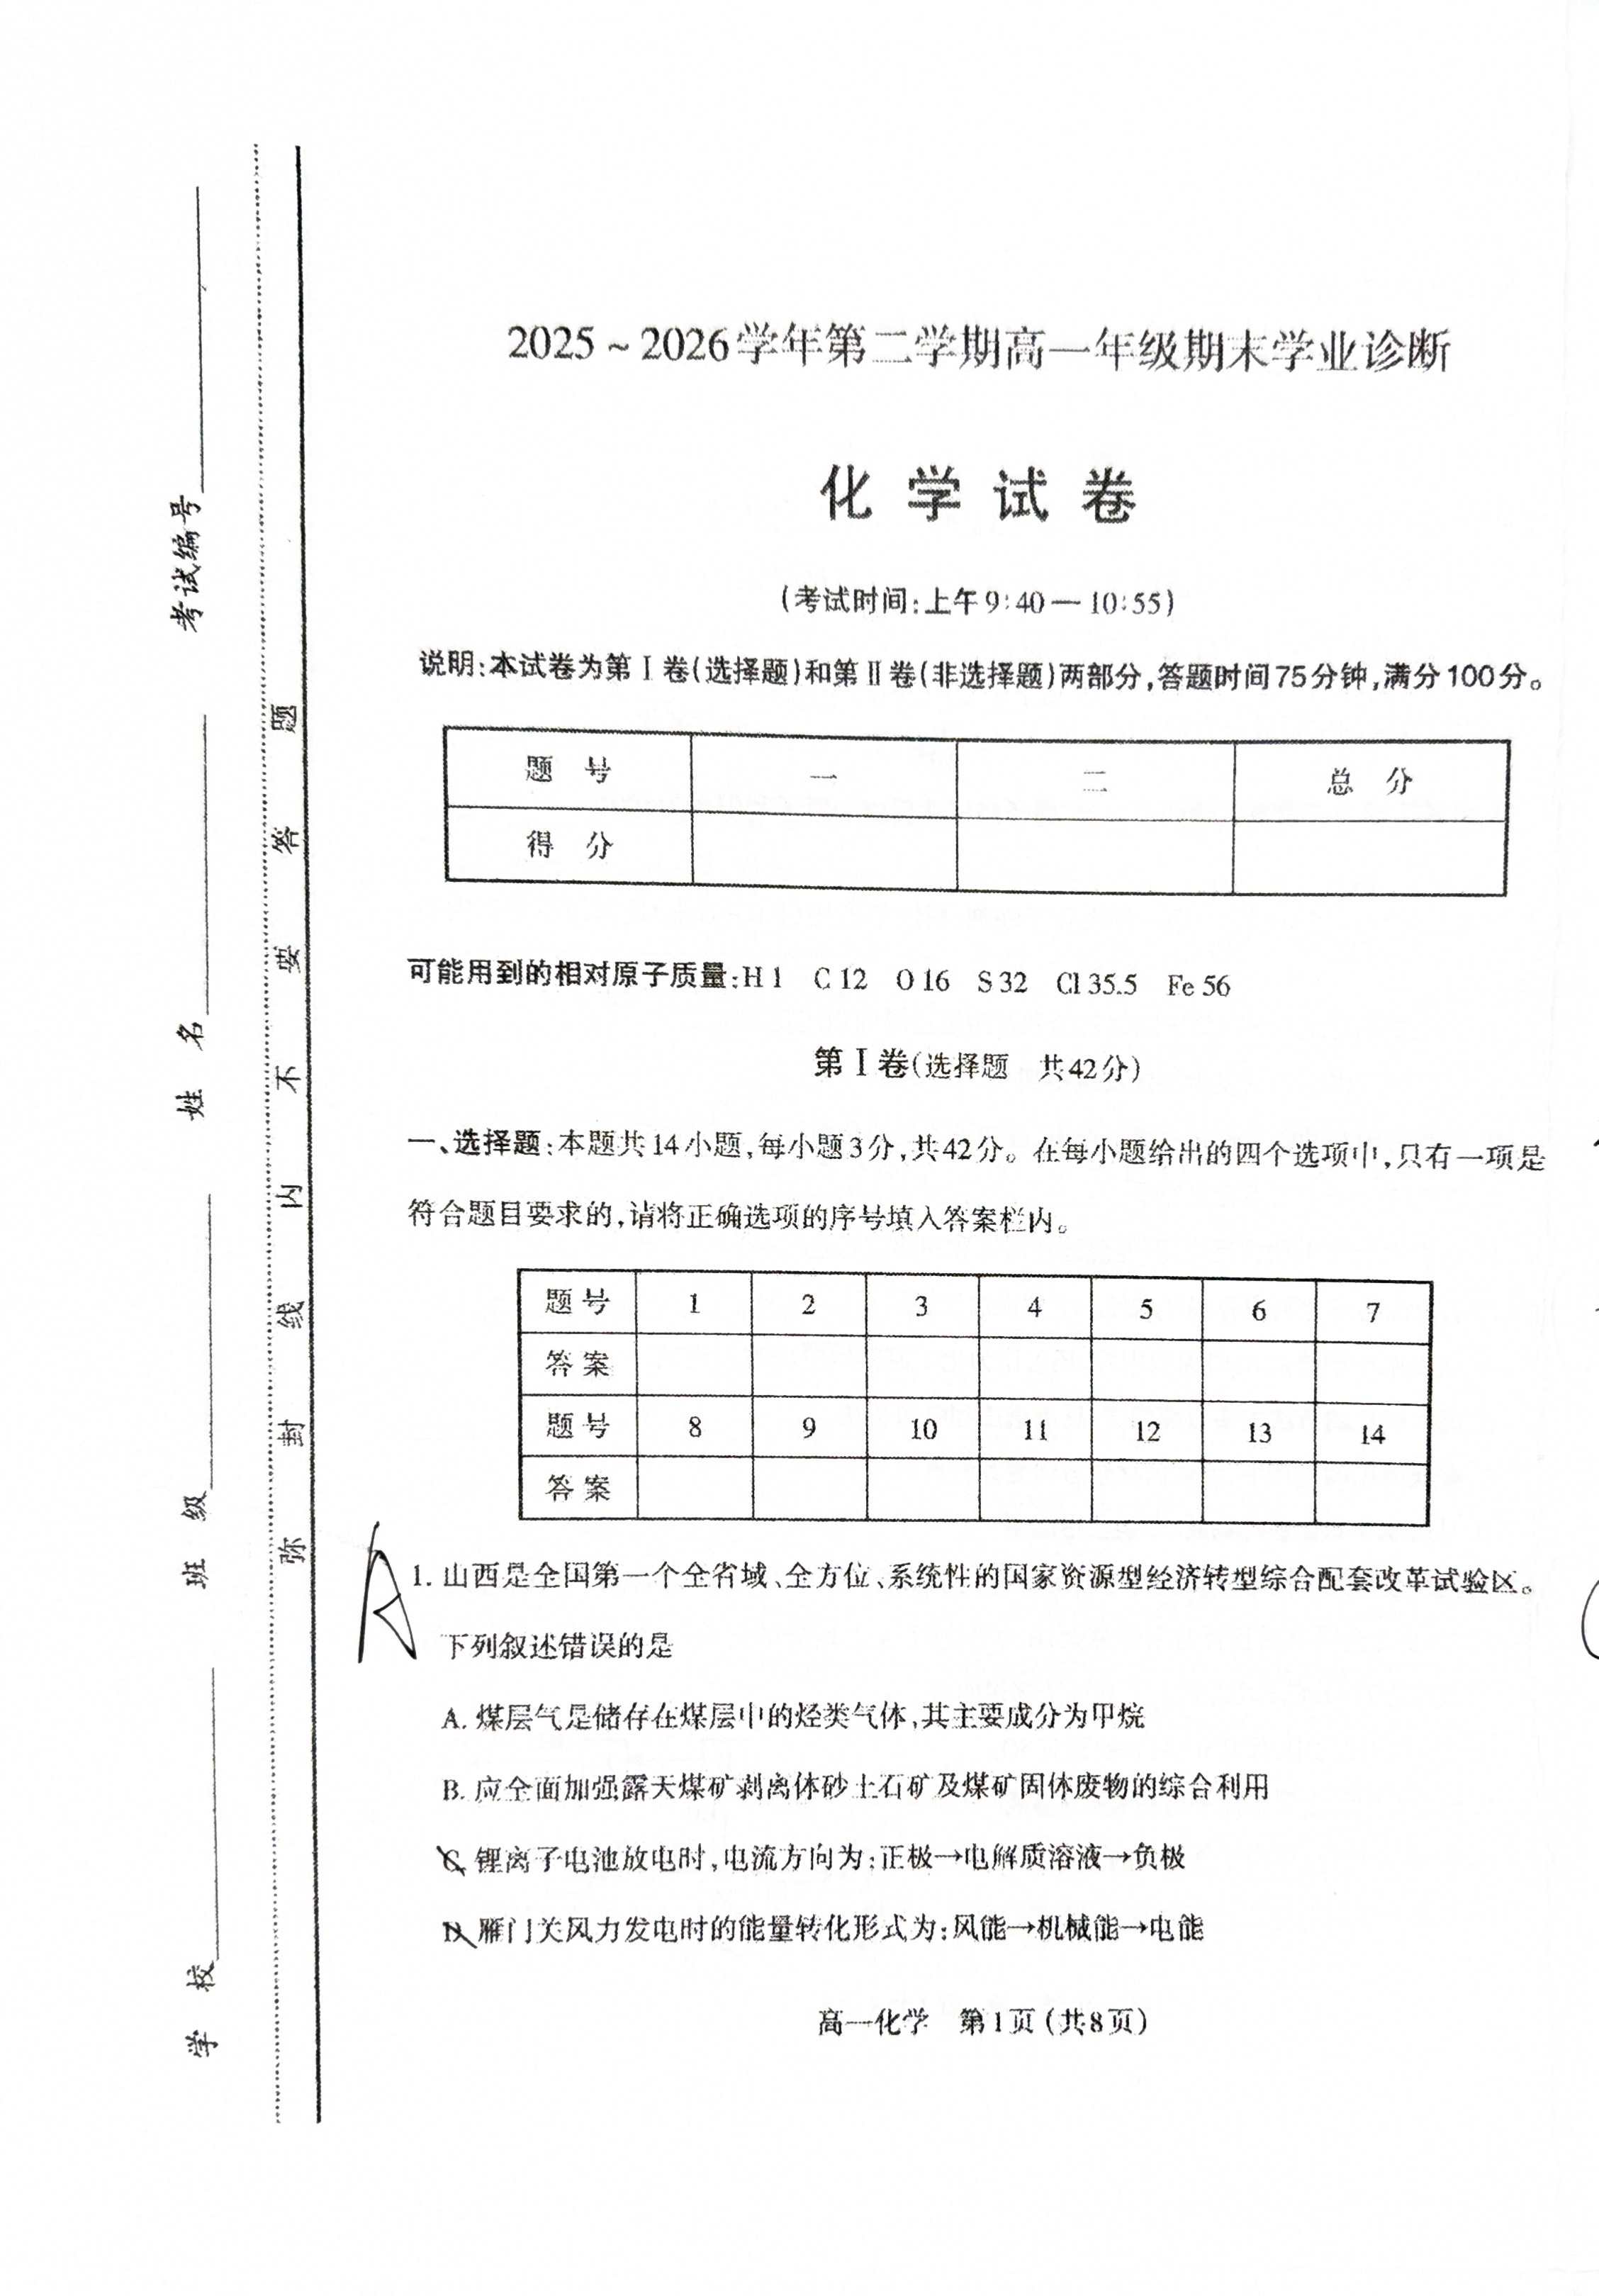 2025～2026学年第二学期高一年级期末学业诊断
化学试卷
(考试时间:上午9:40—10:55)
说明:本试卷为第Ⅰ卷(选择题)和第Ⅱ卷(非选择题)两部分,答题时间75分钟,满分100分。
题 号 一 二 总 分
得 分
可能用到的相对原子质量:H 1 C 12 O 16 S 32 Cl 35.5 Fe 56
第Ⅰ卷(选择题 共42分)
一、选择题:本题共14小题,每小题3分,共42分。在每小题给出的四个选项中,只有一项是
符合题目要求的,请将正确选项的序号填入答案栏内。
题号 1 2 3 4 5 6 7
答案
题号 8 9 10 11 12 13 14
答案
A
1. 山西是全国第一个全省域、全方位、系统性的国家资源型经济转型综合配套改革试验区。
下列叙述错误的是
A. 煤层气是储存在煤层中的烃类气体,其主要成分为甲烷
B. 应全面加强露天煤矿剥离体砂土石矿及煤矿固体废物的综合利用
C. 锂离子电池放电时,电流方向为:正极→电解质溶液→负极
D. 雁门关风力发电时的能量转化形式为:风能→机械能→电能
高一化学 第1页(共8页)
学 校
班 级
姓 名
考试编号
弥封线内不要答题